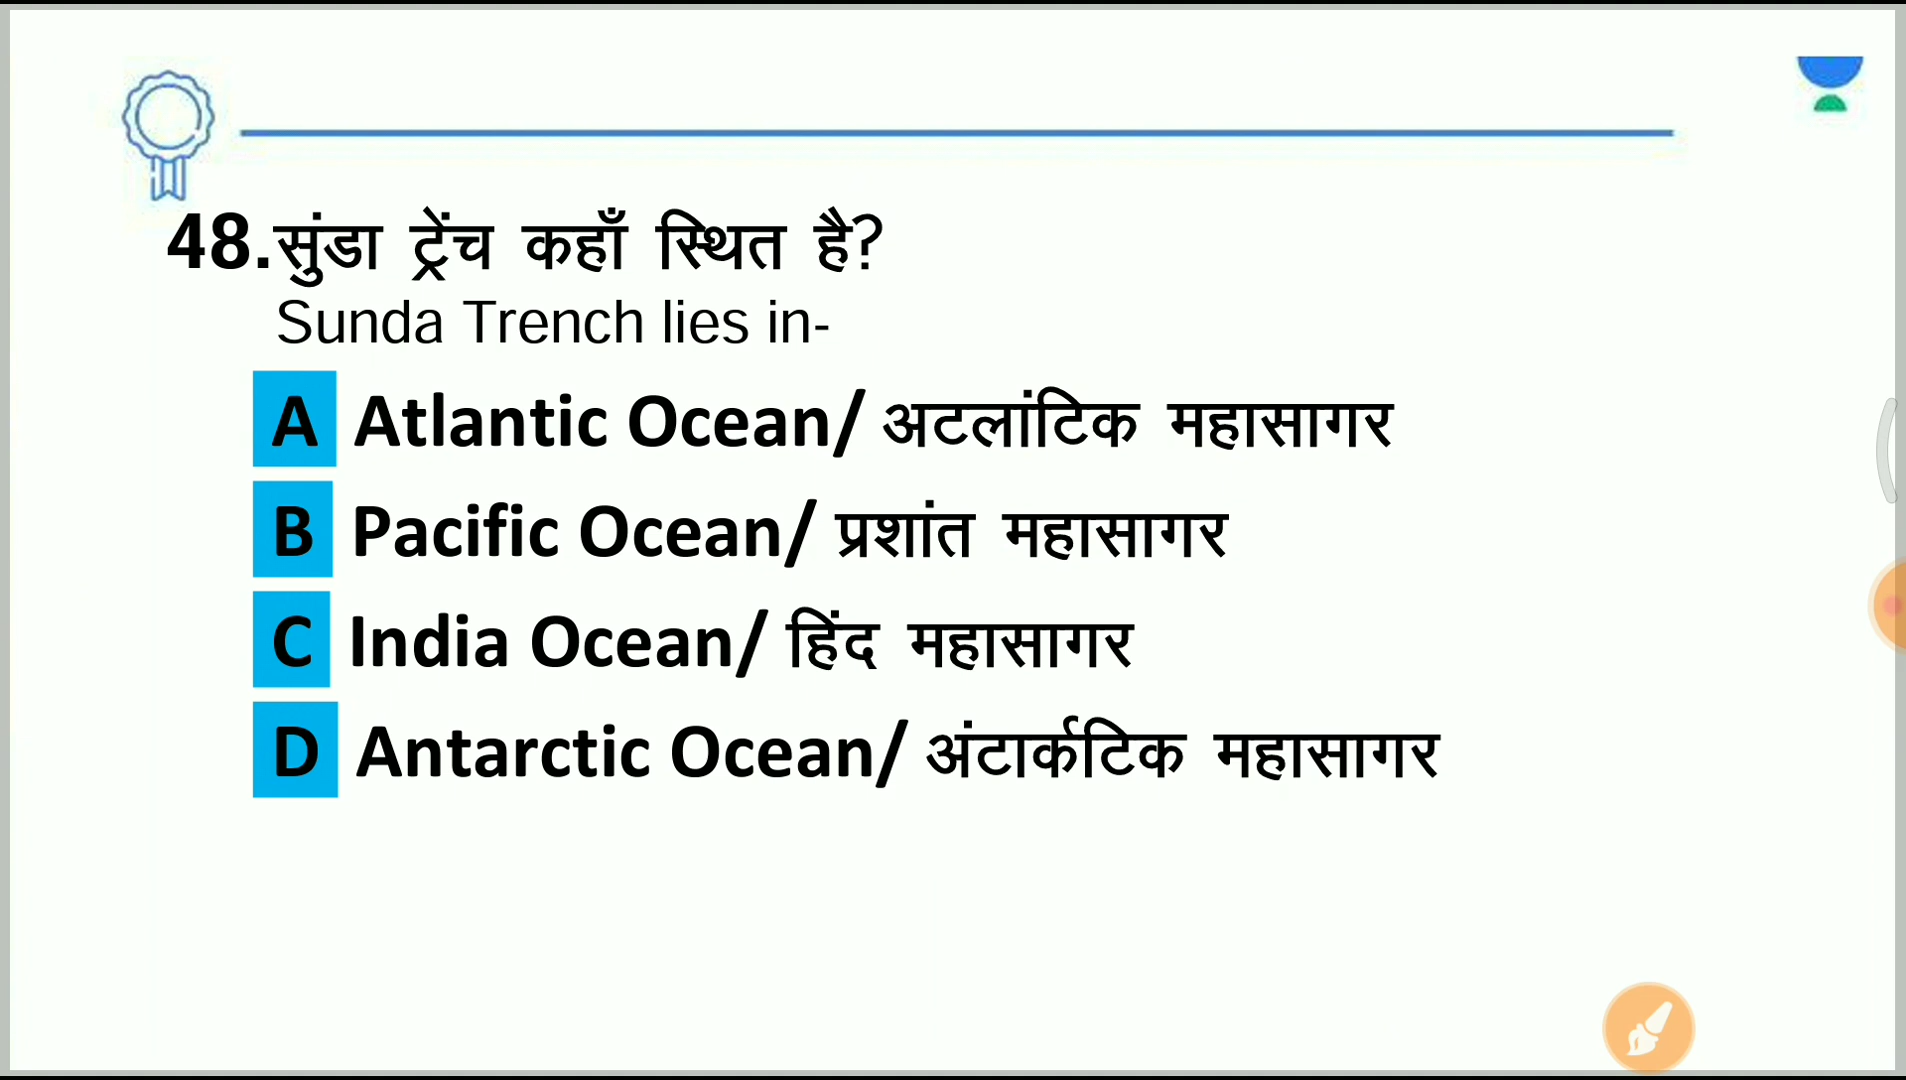 48.सुंडा ट्रेंच कहाँ स्थित है?
Sunda Trench lies in-
A Atlantic Ocean/ अटलांटिक महासागर
B Pacific Ocean/ प्रशांत महासागर
C India Ocean/ हिंद महासागर
D Antarctic Ocean/ अंटार्कटिक महासागर